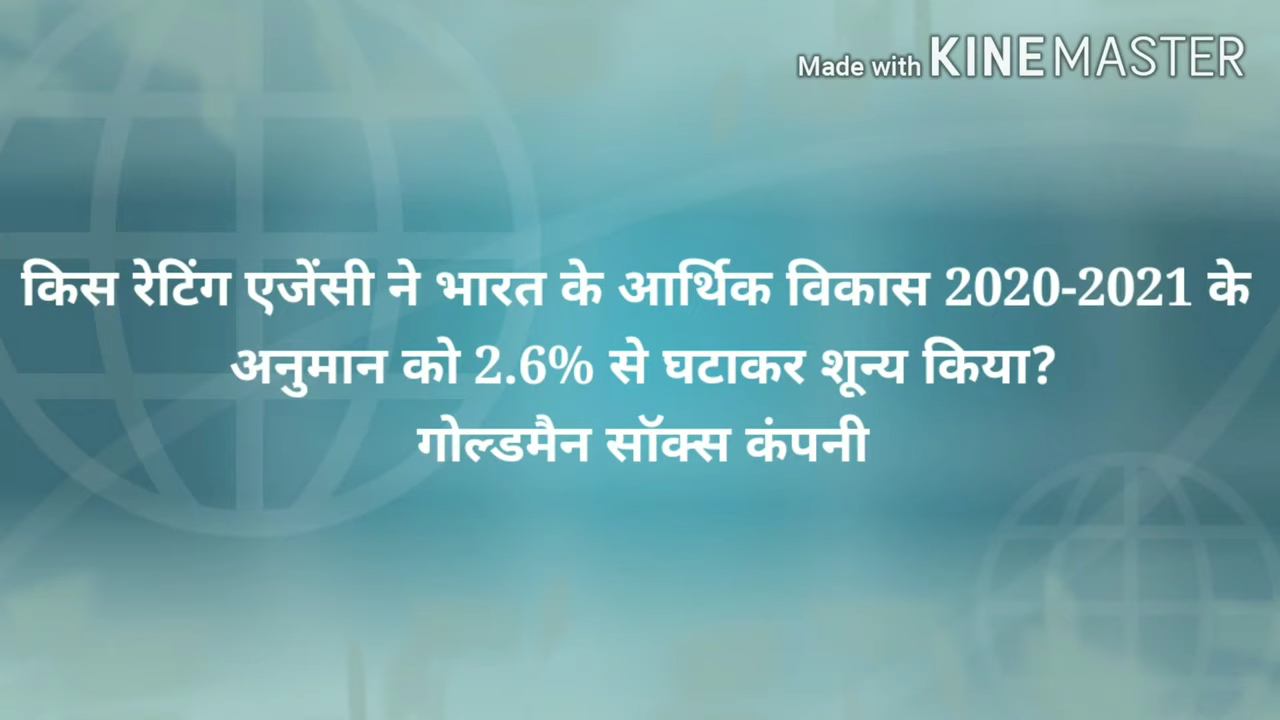 Made with KINEMASTER
किस रेटिंग एजेंसी ने भारत के आर्थिक विकास 2020-2021 के
अनुमान को 2.6% से घटाकर शून्य किया?
गोल्डमैन सॉक्स कंपनी